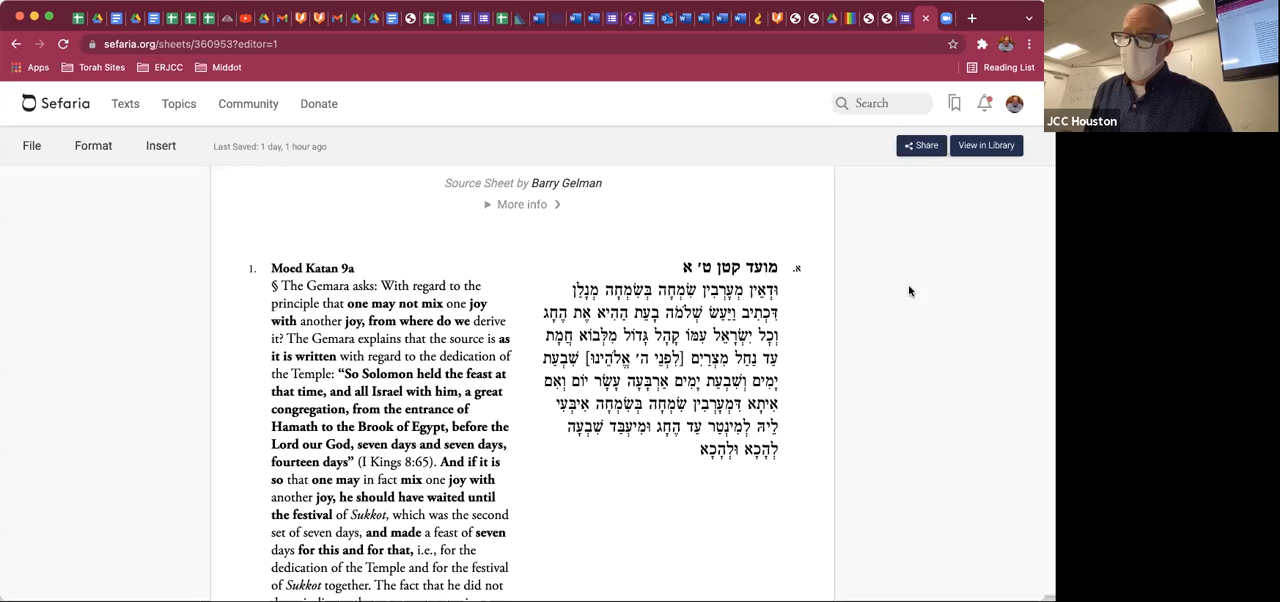 sefaria.org/sheets/360953?editor=1
Apps
Torah Sites
ERJCC
Middot
Reading List
Sefaria
Texts
Topics
Community
Donate
Search
File
Format
Insert
Last Saved: 1 day, 1 hour ago
Share
View in Library
JCC Houston
Source Sheet by Barry Gelman
More info
1.
Moed Katan 9a
§ The Gemara asks: With regard to the
principle that one may not mix one joy
with another joy, from where do we derive
it? The Gemara explains that the source is as
it is written with regard to the dedication of
the Temple: “So Solomon held the feast at
that time, and all Israel with him, a great
congregation, from the entrance of
Hamath to the Brook of Egypt, before the
Lord our God, seven days and seven days,
fourteen days” (I Kings 8:65). And if it is
so that one may in fact mix one joy with
another joy, he should have waited until
the festival of Sukkot, which was the second
set of seven days, and made a feast of seven
days for this and for that, i.e., for the
dedication of the Temple and for the festival
of Sukkot together. The fact that he did not
א.
מועד קטן ט׳ א
וּדְאֵין מְעָרְבִין שִׂמְחָה בְּשִׂמְחָה מְנָלַן
דִּכְתִיב וַיַּעַשׂ שְׁלֹמֹה בָעֵת הַהִיא אֶת הֶחָג
וְכׇל יִשְׂרָאֵל עִמּוֹ קָהָל גָּדוֹל מִלְּבוֹא חֲמָת
עַד נַחַל מִצְרַיִם [לִפְנֵי ה׳ אֱלֹהֵינוּ] שִׁבְעַת
יָמִים וְשִׁבְעַת יָמִים אַרְבָּעָה עָשָׂר יוֹם וְאִם
אִיתָא דִּמְעָרְבִין שִׂמְחָה בְּשִׂמְחָה אִיבְּעִי
לֵיהּ לְמִינְטַר עַד הֶחָג וּמִיעְבַּד שִׁבְעָה
לְהָכָא וּלְהָכָא